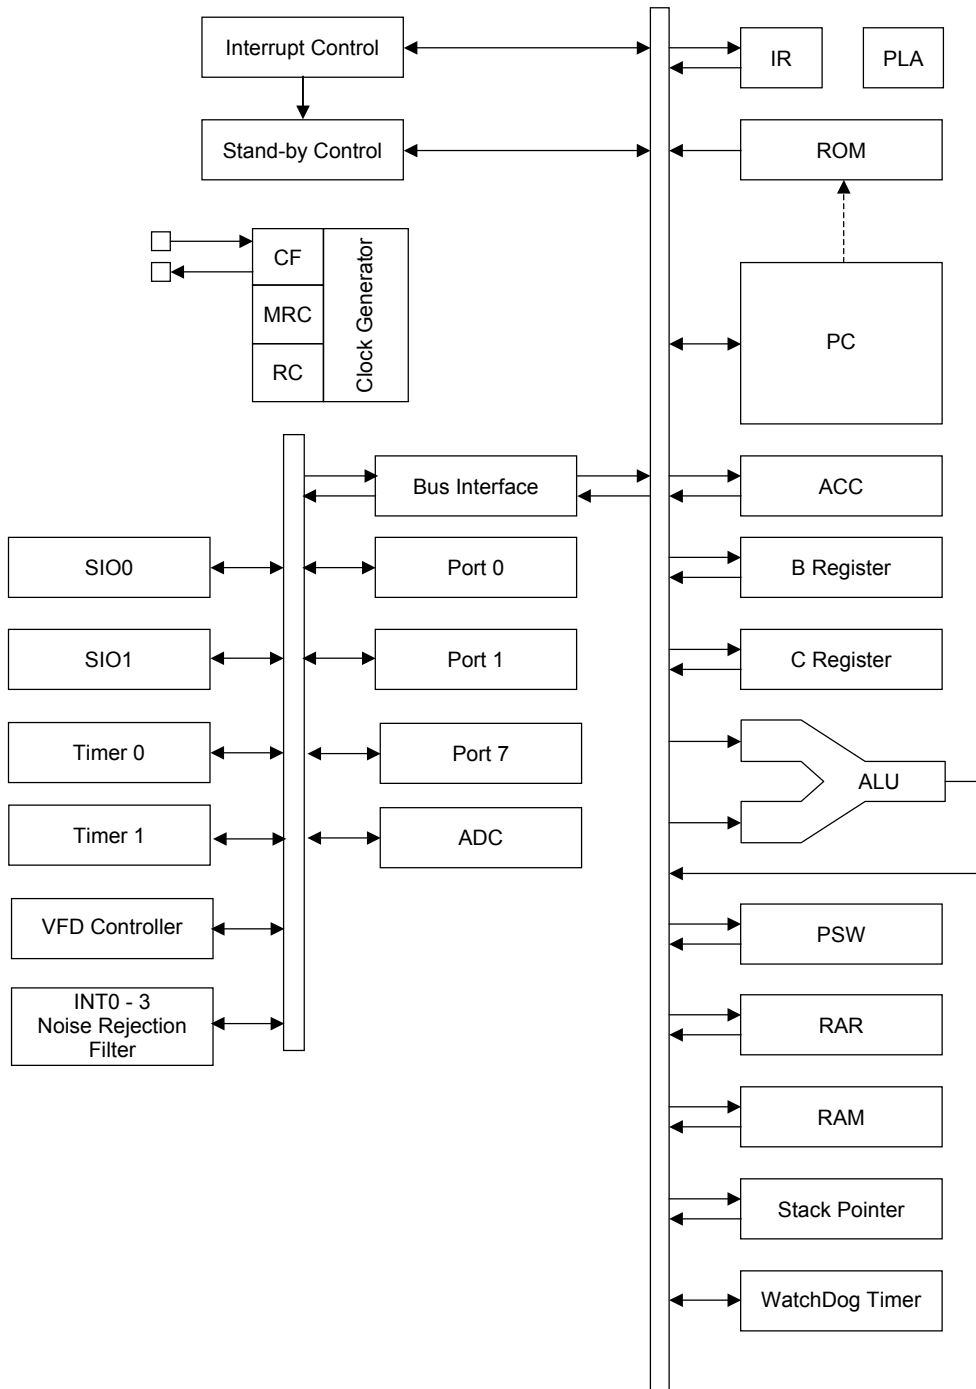 Interrupt Control
IR
PLA
Stand-by Control
ROM
CF
MRC
RC
Clock Generator
PC
Bus Interface
ACC
SIO0
Port 0
B Register
SIO1
Port 1
C Register
Timer 0
Port 7
ALU
Timer 1
ADC
VFD Controller
PSW
INT0 - 3
Noise Rejection
Filter
RAR
RAM
Stack Pointer
WatchDog Timer